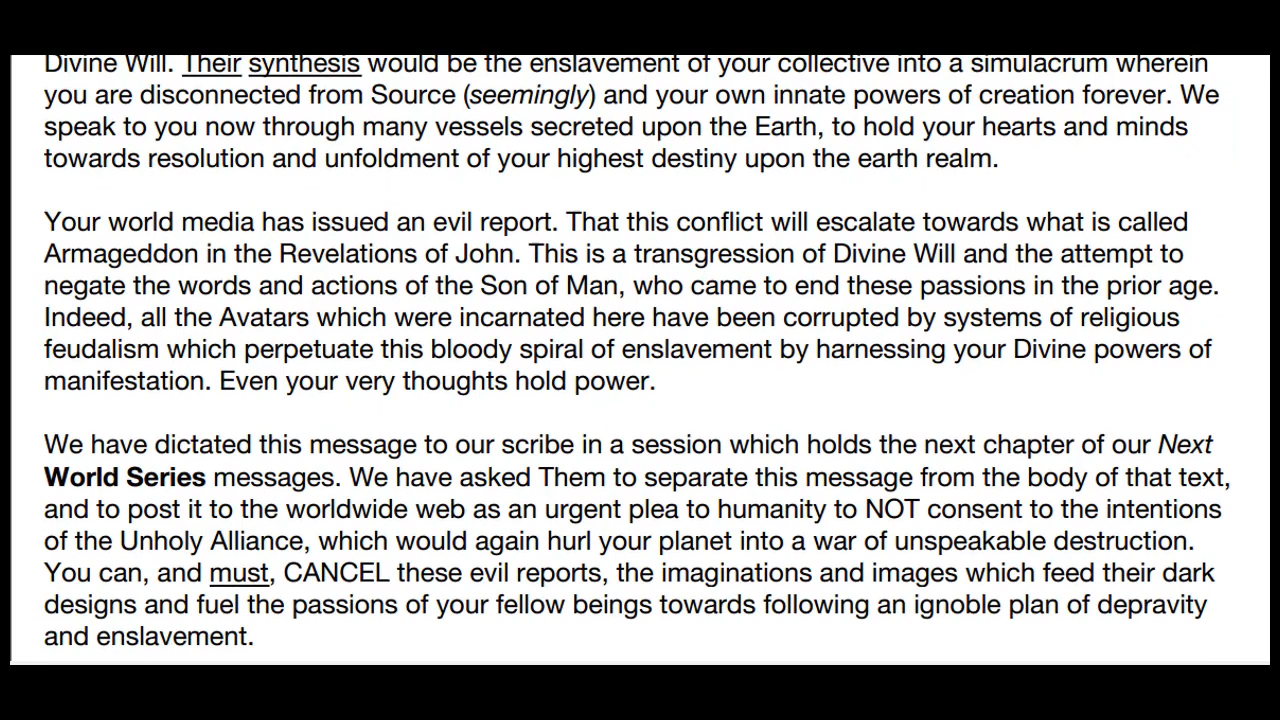 Divine Will. Their synthesis would be the enslavement of your collective into a simulacrum wherein
you are disconnected from Source (seemingly) and your own innate powers of creation forever. We
speak to you now through many vessels secreted upon the Earth, to hold your hearts and minds
towards resolution and unfoldment of your highest destiny upon the earth realm.
Your world media has issued an evil report. That this conflict will escalate towards what is called
Armageddon in the Revelations of John. This is a transgression of Divine Will and the attempt to
negate the words and actions of the Son of Man, who came to end these passions in the prior age.
Indeed, all the Avatars which were incarnated here have been corrupted by systems of religious
feudalism which perpetuate this bloody spiral of enslavement by harnessing your Divine powers of
manifestation. Even your very thoughts hold power.
We have dictated this message to our scribe in a session which holds the next chapter of our Next
World Series messages. We have asked Them to separate this message from the body of that text,
and to post it to the worldwide web as an urgent plea to humanity to NOT consent to the intentions
of the Unholy Alliance, which would again hurl your planet into a war of unspeakable destruction.
You can, and must, CANCEL these evil reports, the imaginations and images which feed their dark
designs and fuel the passions of your fellow beings towards following an ignoble plan of depravity
and enslavement.